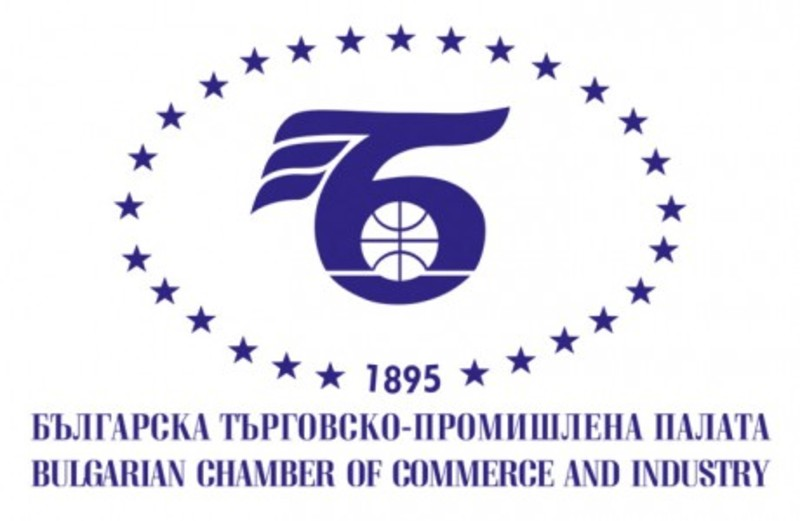 1895
БЪЛГАРСКА ТЪРГОВСКО-ПРОМИШЛЕНА ПАЛАТА
BULGARIAN CHAMBER OF COMMERCE AND INDUSTRY